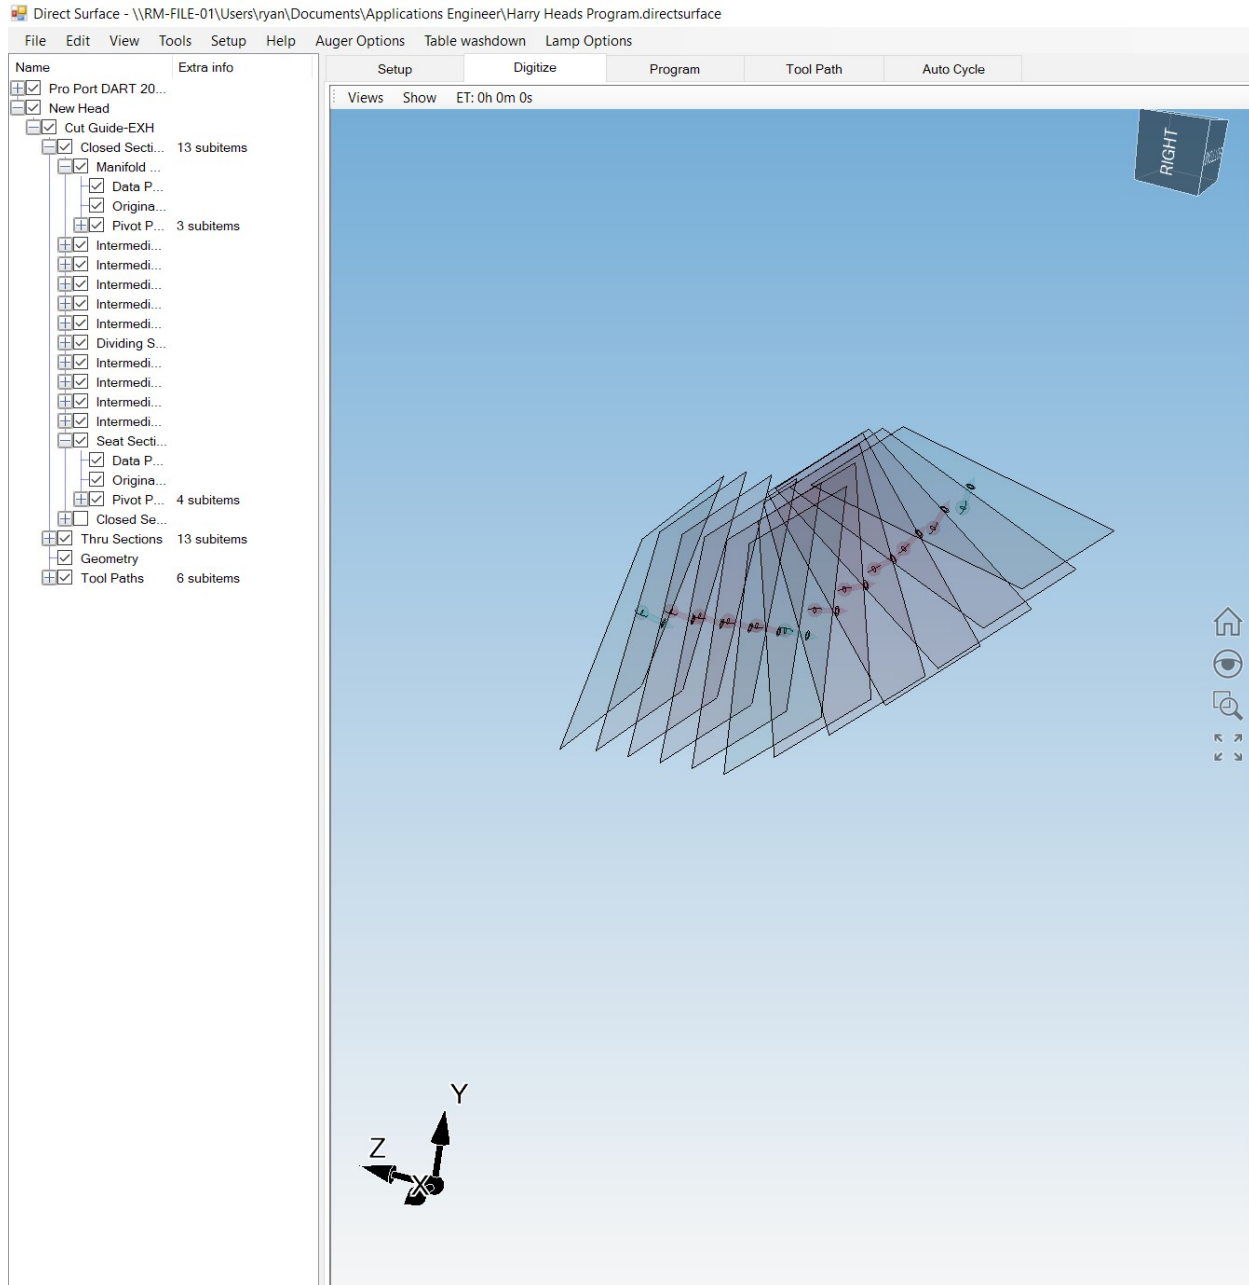 Direct Surface - \\RM-FILE-01\Users\ryan\Documents\Applications Engineer\Harry Heads Program.directsurface
File Edit View Tools Setup Help Auger Options Table washdown Lamp Options
Name Extra info
Setup Digitize Program Tool Path Auto Cycle
Views Show ET: 0h 0m 0s
Pro Port DART 20...
New Head
Cut Guide-EXH
Closed Secti... 13 subitems
Manifold ...
Data P...
Origina...
Pivot P... 3 subitems
Intermedi...
Intermedi...
Intermedi...
Intermedi...
Intermedi...
Dividing S...
Intermedi...
Intermedi...
Intermedi...
Intermedi...
Seat Secti...
Data P...
Origina...
Pivot P... 4 subitems
Closed Se...
Thru Sections 13 subitems
Geometry
Tool Paths 6 subitems
RIGHT
Y
Z
X